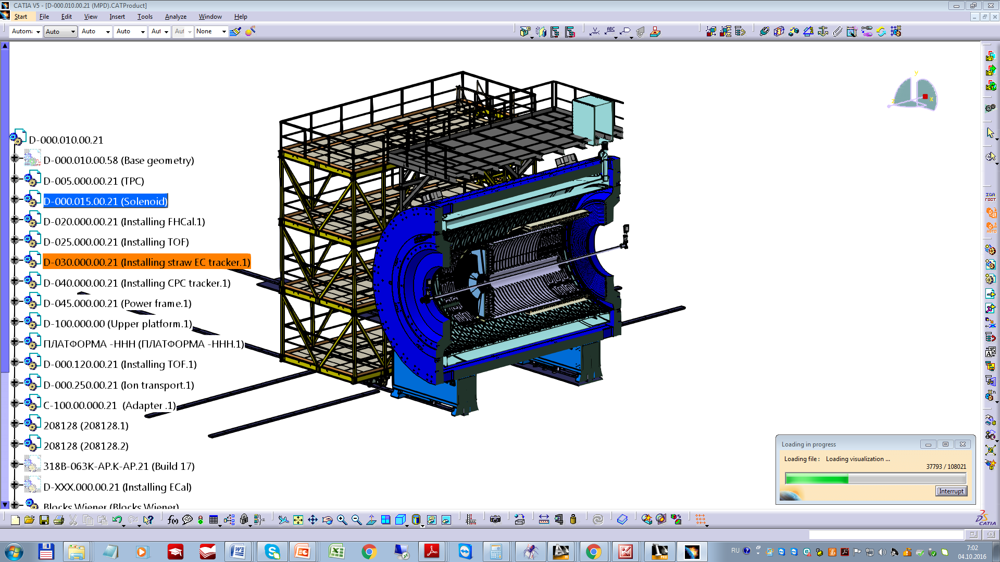 CATIA V5 - [D-000.010.00.21 (MPD).CATProduct]
Start File Edit View Insert Tools Analyze Window Help
Automa Auto Auto Auto Aut Aut None
ABC
y
x
z
D-000.010.00.21
D-000.010.00.58 (Base geometry)
D-005.000.00.21 (TPC)
D-000.015.00.21 (Solenoid)
D-020.000.00.21 (Installing FHCal.1)
D-025.000.00.21 (Installing TOF)
D-030.000.00.21 (Installing straw EC tracker.1)
D-040.000.00.21 (Installing CPC tracker.1)
D-045.000.00.21 (Power frame.1)
D-100.000.00 (Upper platform.1)
ПЛАТФОРМА -ННН (ПЛАТФОРМА -ННН.1)
D-000.120.00.21 (Installing TOF.1)
D-000.250.00.21 (Ion transport.1)
C-100.00.000.21 (Adapter .1)
208128 (208128.1)
208128 (208128.2)
318B-063K-AP.K-AP.21 (Build 17)
D-XXX.000.00.21 (Installing ECal)
Blocks Wiener (Blocks Wiener)
IGA
ГОСТ
АВТО
Loading in progress
Loading file : Loading visualization ...
37793 / 108021
Interrupt
f(x)
DS CATIA
RU
7:02
04.10.2016